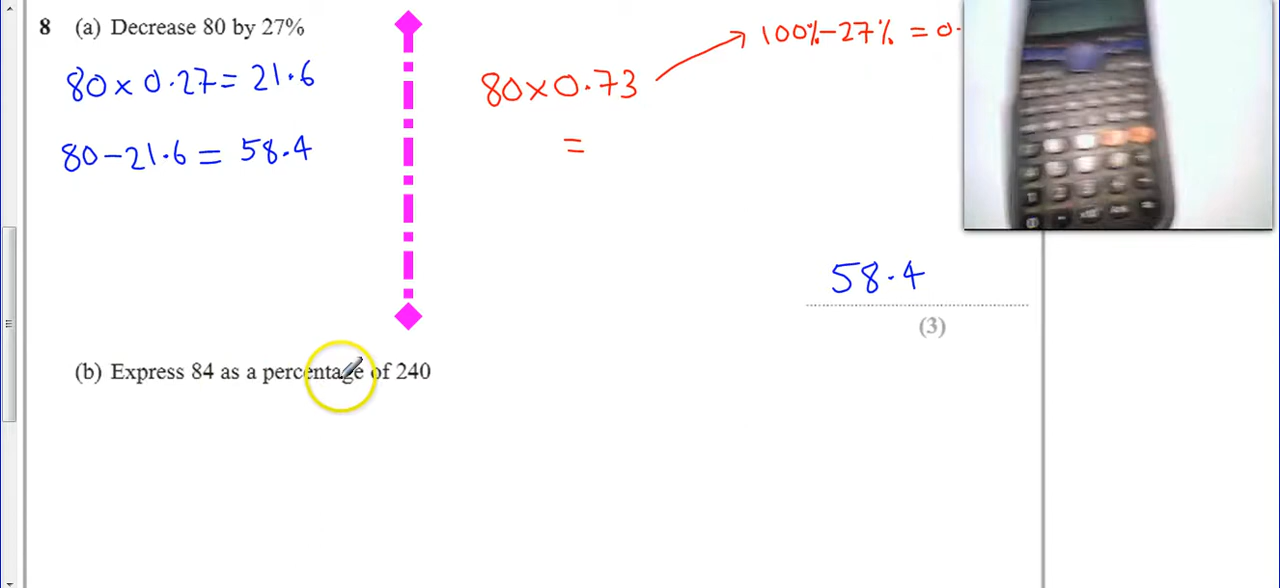 8 (a) Decrease 80 by 27%
80 × 0.27 = 21.6
80 - 21.6 = 58.4
80 × 0.73
=
100% - 27% = 0.
58.4
(3)
(b) Express 84 as a percentage of 240